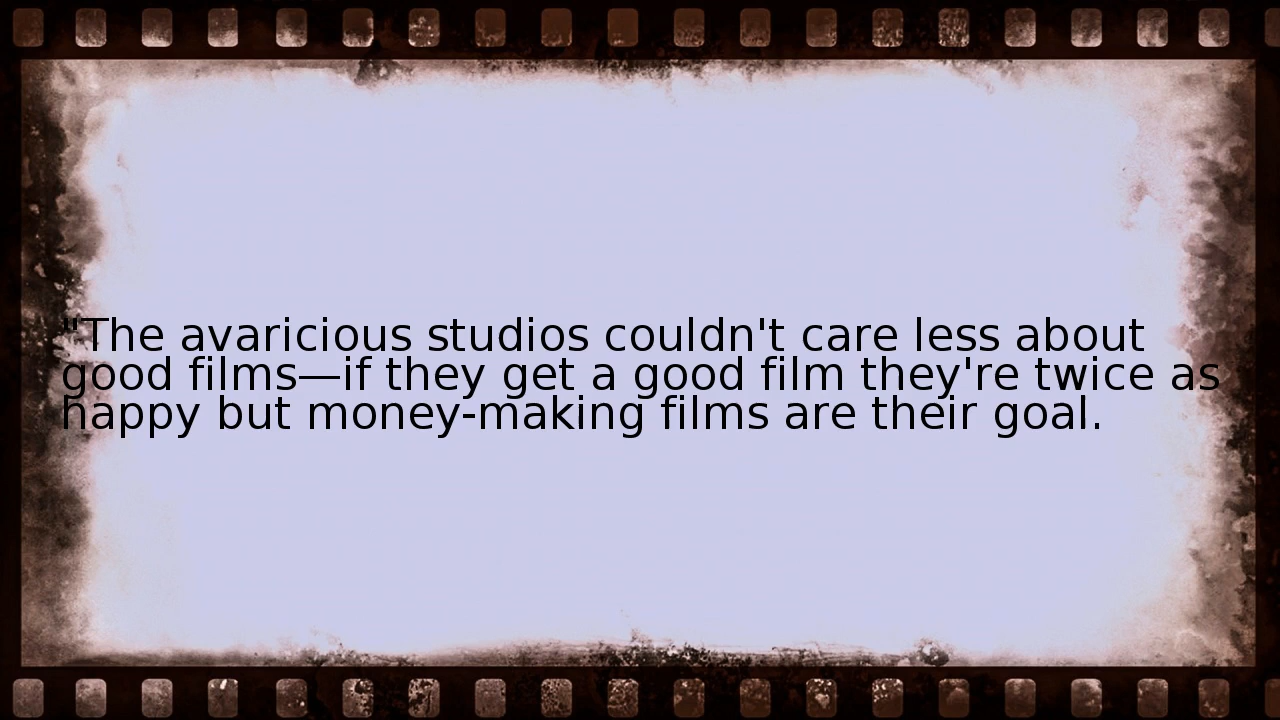 "The avaricious studios couldn't care less about
good films—if they get a good film they're twice as
happy but money-making films are their goal.